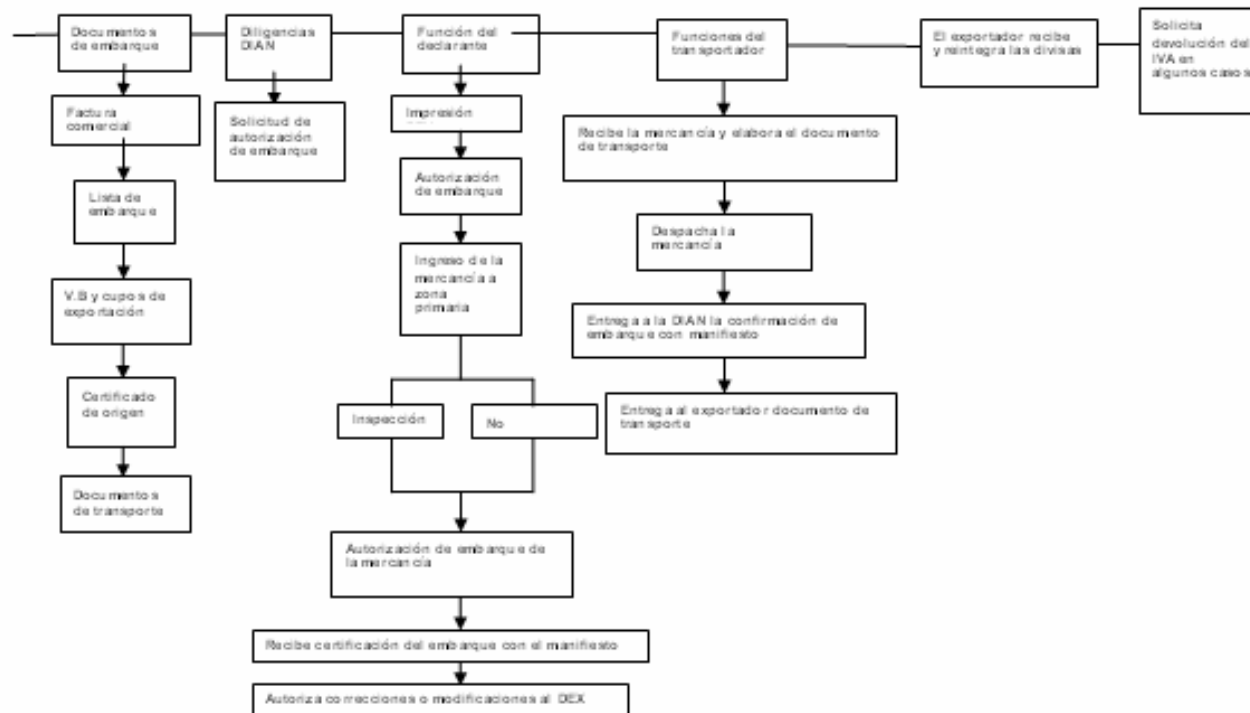 Documentos
de embarque
Diligencias
DIAN
Función del
declarante
Funciones del
transportador
El exportador recibe
y reintegra las divisas
Solicita
devolución del
IVA en
algunos casos
Factura
comercial
Lista de
embarque
V.B y cupos de
exportación
Certificado
de origen
Documentos
de transporte
Solicitud de
autorización
de embarque
Impresión
Autorización
de embarque
Ingreso de la
mercancía a
zona
primaria
Inspección
No
Autorización de embarque de
la mercancía
Recibe certificación del embarque con el manifiesto
Autoriza correcciones o modificaciones al DEX
Recibe la mercancía y elabora el documento
de transporte
Despacha la
mercancía
Entrega a la DIAN la confirmación de
embarque con manifiesto
Entrega al exportador documento de
transporte